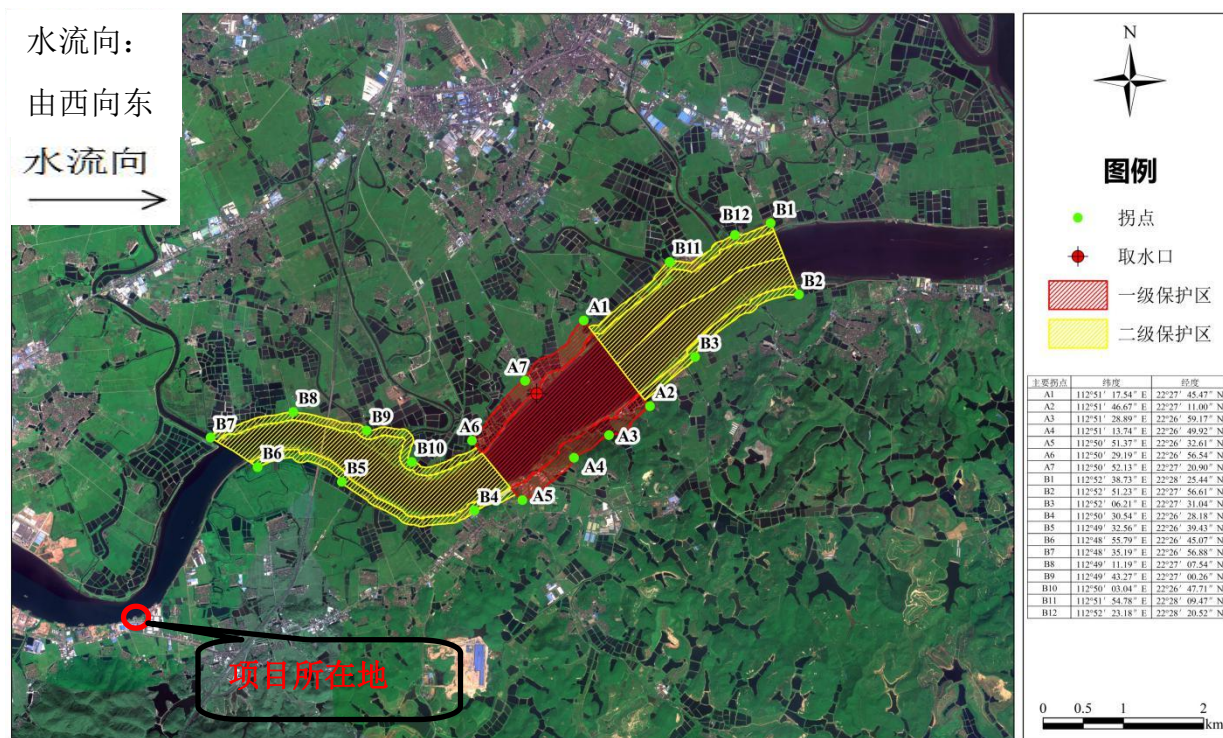 水流向：
由西向东
水流向
B1
B12
B11
B2
A1
B3
A7
A2
B8
B9
A6
A3
B7
B10
A4
B6
B5
A5
B4
项目所在地
N
图例
拐点
取水口
一级保护区
二级保护区
主要拐点 纬度 经度
A1 112°51′17.54″E 22°27′45.47″N
A2 112°51′46.67″E 22°27′11.00″N
A3 112°51′28.89″E 22°26′59.17″N
A4 112°51′13.74″E 22°26′49.92″N
A5 112°50′51.37″E 22°26′32.61″N
A6 112°50′29.19″E 22°26′56.54″N
A7 112°50′52.13″E 22°27′20.90″N
B1 112°52′38.73″E 22°28′25.44″N
B2 112°52′51.23″E 22°27′56.61″N
B3 112°52′06.21″E 22°27′31.04″N
B4 112°50′30.54″E 22°26′28.18″N
B5 112°49′32.56″E 22°26′39.43″N
B6 112°48′55.79″E 22°26′45.07″N
B7 112°48′35.19″E 22°26′56.88″N
B8 112°49′11.19″E 22°27′07.54″N
B9 112°49′43.27″E 22°27′00.26″N
B10 112°50′03.04″E 22°26′47.71″N
B11 112°51′54.78″E 22°28′09.47″N
B12 112°52′23.18″E 22°28′20.52″N
0 0.5 1 2
km